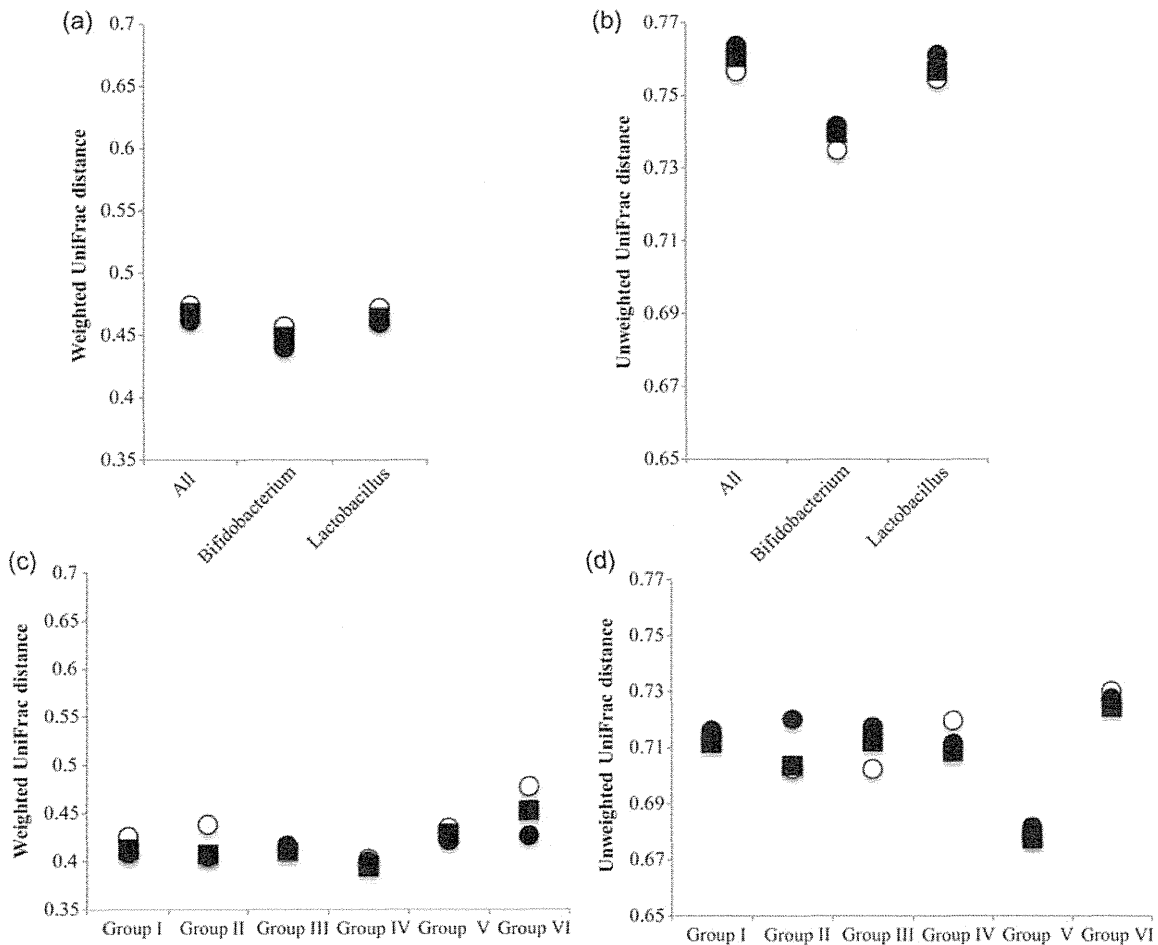 (a)
Weighted UniFrac distance
0.7
0.65
0.6
0.55
0.5
0.45
0.4
0.35
All
Bifidobacterium
Lactobacillus
(b)
Unweighted UniFrac distance
0.77
0.75
0.73
0.71
0.69
0.67
0.65
All
Bifidobacterium
Lactobacillus
(c)
Weighted UniFrac distance
0.7
0.65
0.6
0.55
0.5
0.45
0.4
0.35
Group I Group II Group III Group IV Group V Group VI
(d)
Unweighted UniFrac distance
0.77
0.75
0.73
0.71
0.69
0.67
0.65
Group I Group II Group III Group IV Group V Group VI